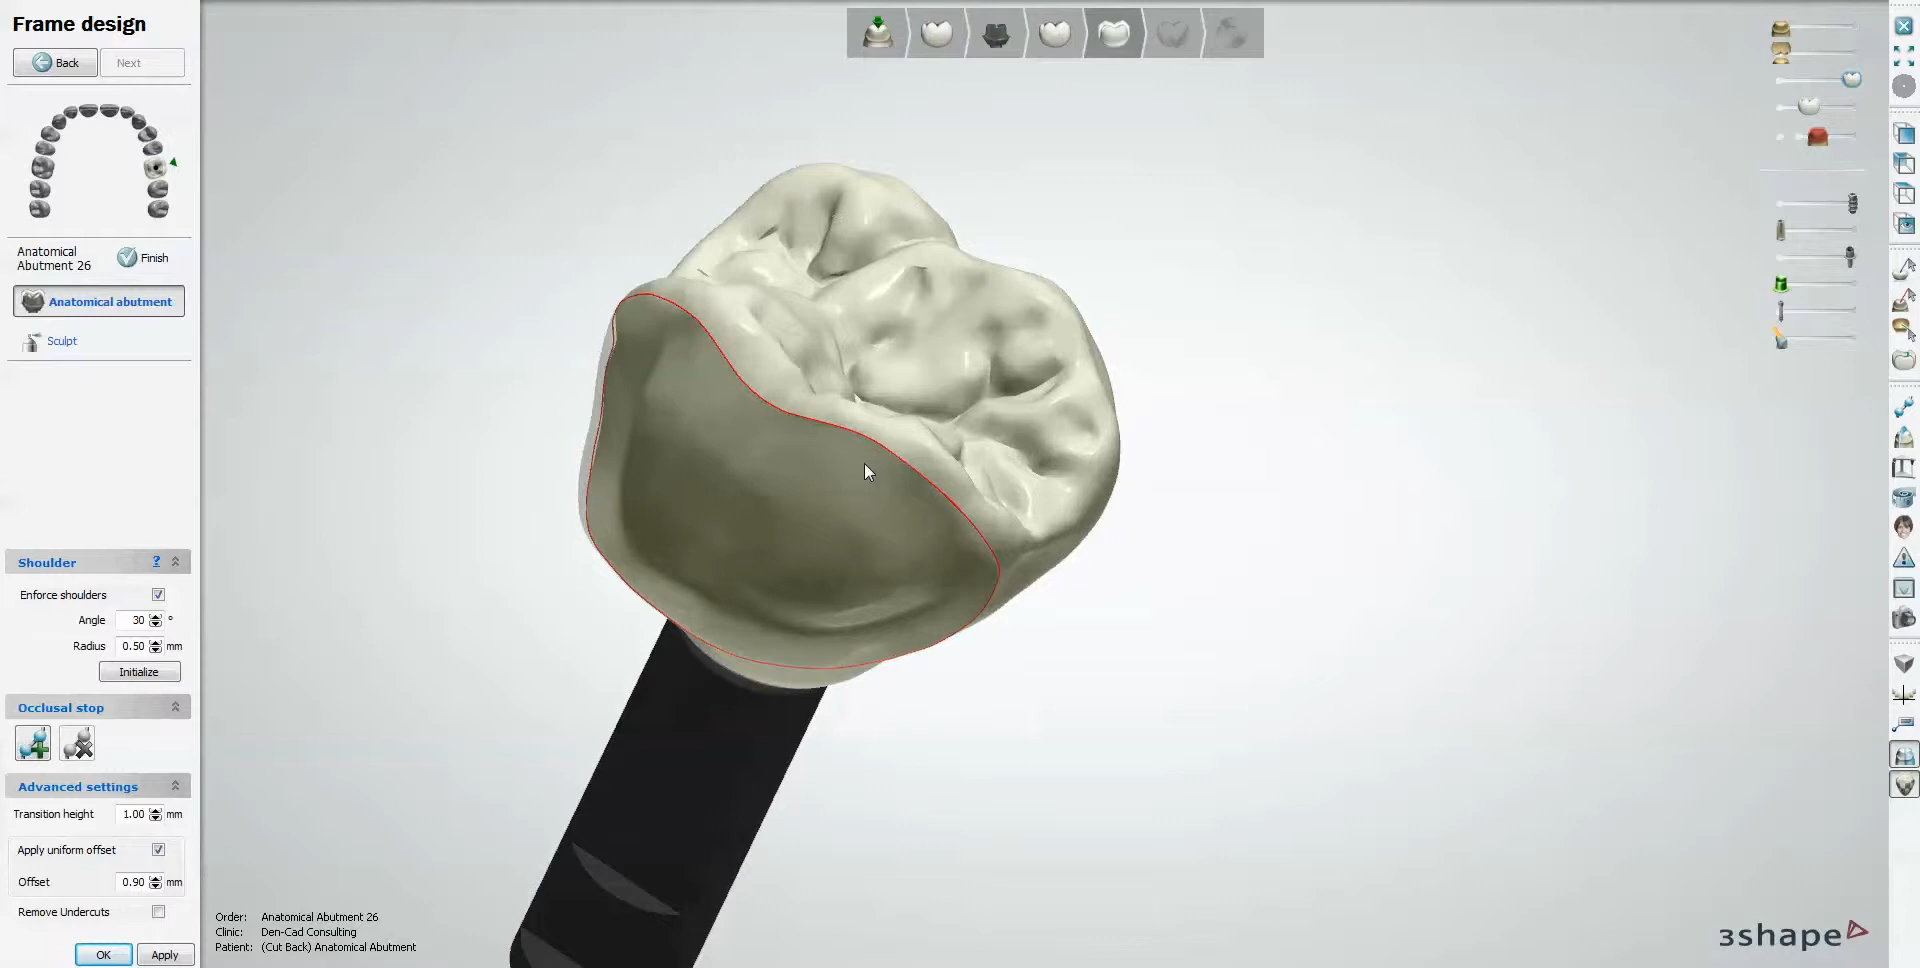 Frame design
Back
Next
Anatomical
Abutment 26
Finish
Anatomical abutment
Sculpt
Shoulder ?
Enforce shoulders
Angle 30 °
Radius 0.50 mm
Initialize
Occlusal stop
Advanced settings
Transition height 1.00 mm
Apply uniform offset
Offset 0.90 mm
Remove Undercuts
OK
Apply
Order: Anatomical Abutment 26
Clinic: Den-Cad Consulting
Patient: (Cut Back) Anatomical Abutment
3shape